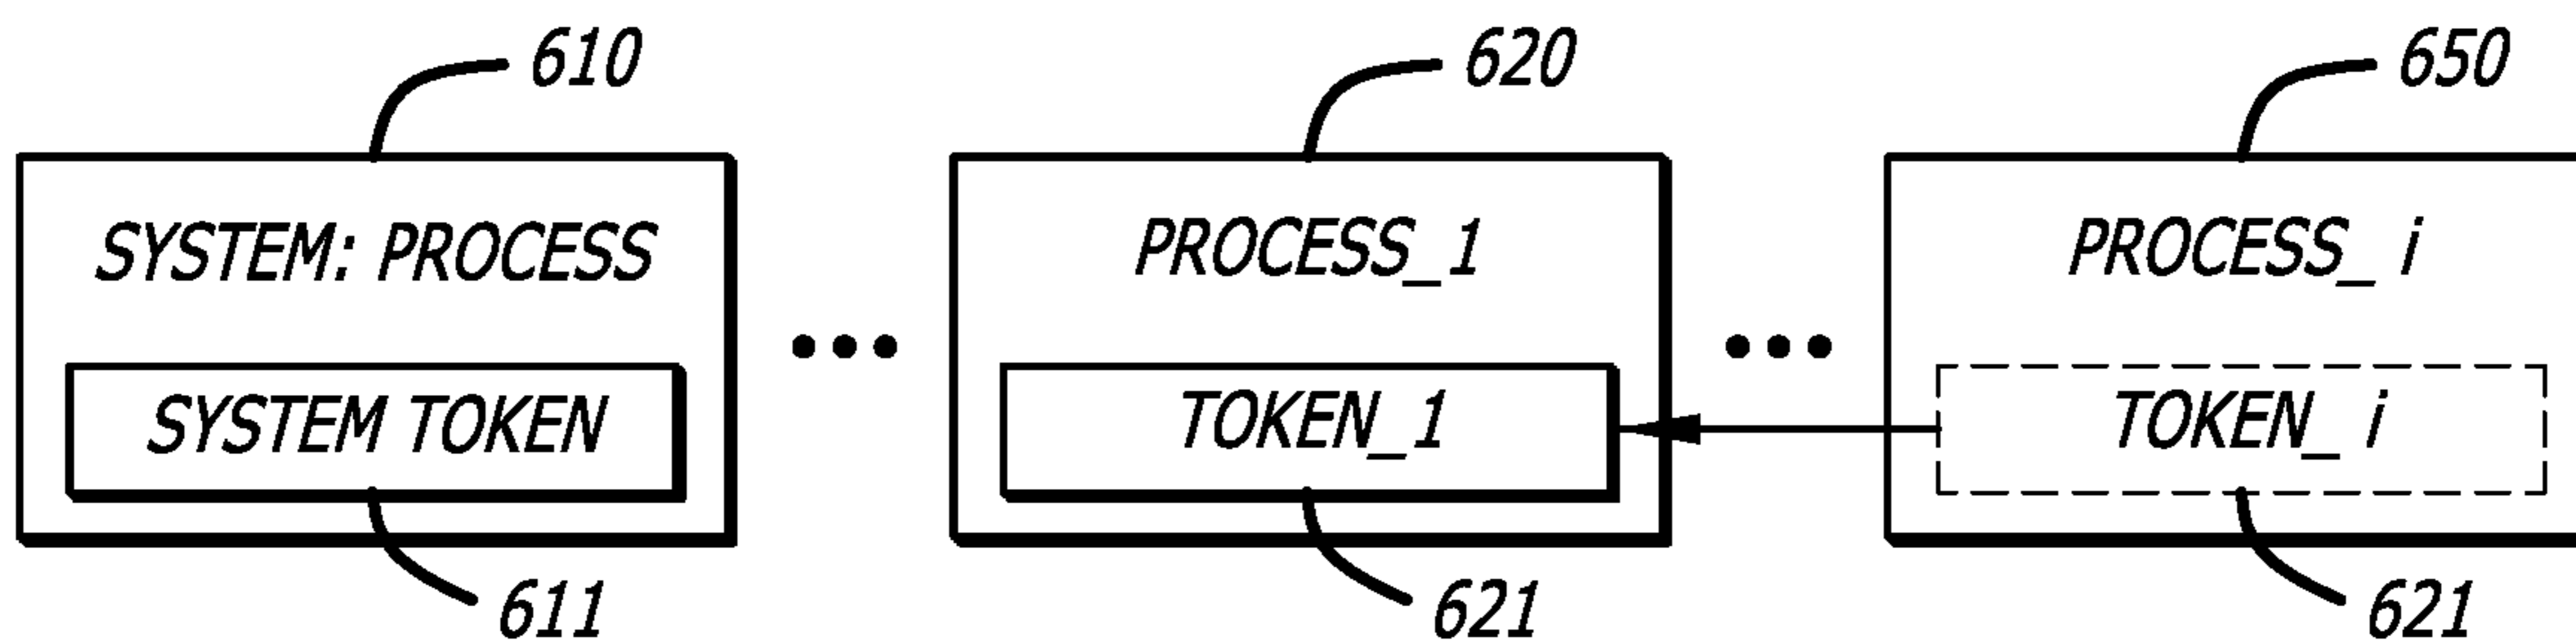 610
620
650
SYSTEM: PROCESS
PROCESS_1
PROCESS_ i
SYSTEM TOKEN
TOKEN_1
TOKEN_ i
611
621
621